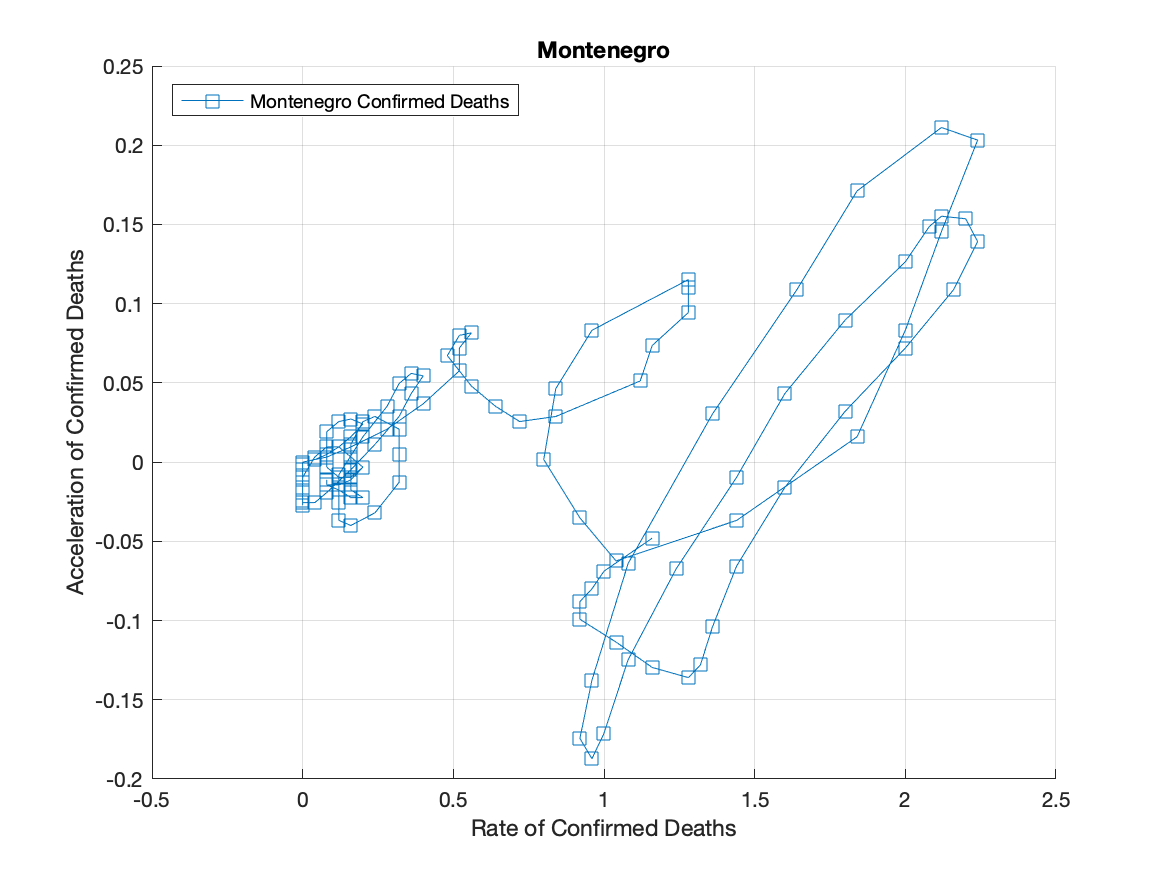 Montenegro
Montenegro Confirmed Deaths
0.25
0.2
0.15
0.1
0.05
0
-0.05
-0.1
-0.15
-0.2
Acceleration of Confirmed Deaths
-0.5 0 0.5 1 1.5 2 2.5
Rate of Confirmed Deaths